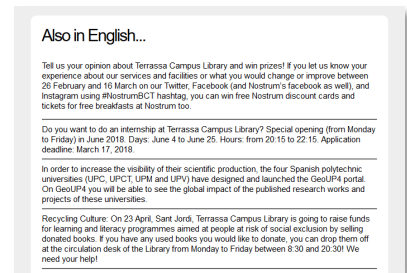 Also in English...
Tell us your opinion about Terrassa Campus Library and win prizes! If you let us know your
experience about our services and facilities or what you would change or improve between
26 February and 16 March on our Twitter, Facebook (and Nostrum's facebook as well), and
Instagram using #NostrumBCT hashtag, you can win free Nostrum discount cards and
tickets for free breakfasts at Nostrum too.
Do you want to do an internship at Terrassa Campus Library? Special opening (from Monday
to Friday) in June 2018. Days: June 4 to June 25. Hours: from 20:15 to 22:15. Application
deadline: March 17, 2018.
In order to increase the visibility of their scientific production, the four Spanish polytechnic
universities (UPC, UPCT, UPM and UPV) have designed and launched the GeoUP4 portal.
On GeoUP4 you will be able to see the global impact of the published research works and
projects of these universities.
Recycling Culture: On 23 April, Sant Jordi, Terrassa Campus Library is going to raise funds
for learning and literacy programmes aimed at people at risk of social exclusion by selling
donated books. If you have any used books you would like to donate, you can drop them off
at the circulation desk of the Library from Monday to Friday between 8:30 and 20:30! We
need your help!